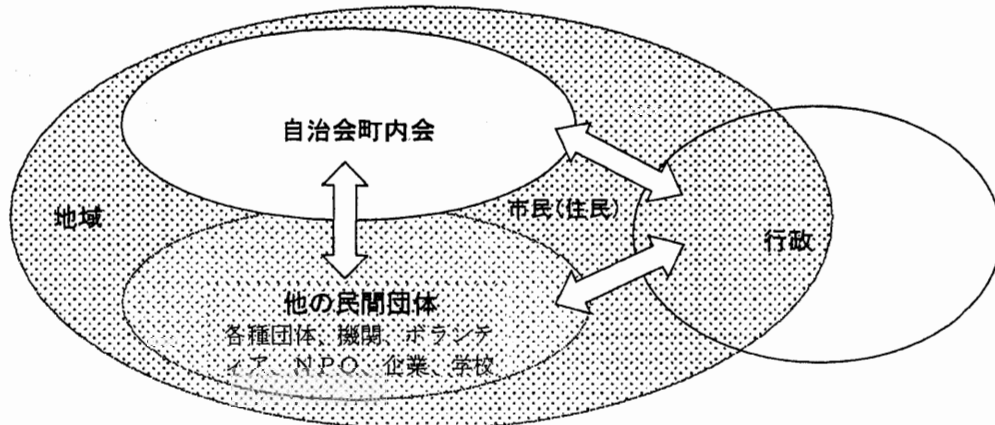 自治会町内会
地域
市民(住民)
行政
他の民間団体
各種団体、機関、ボランテ
ィア、NPO、企業、学校